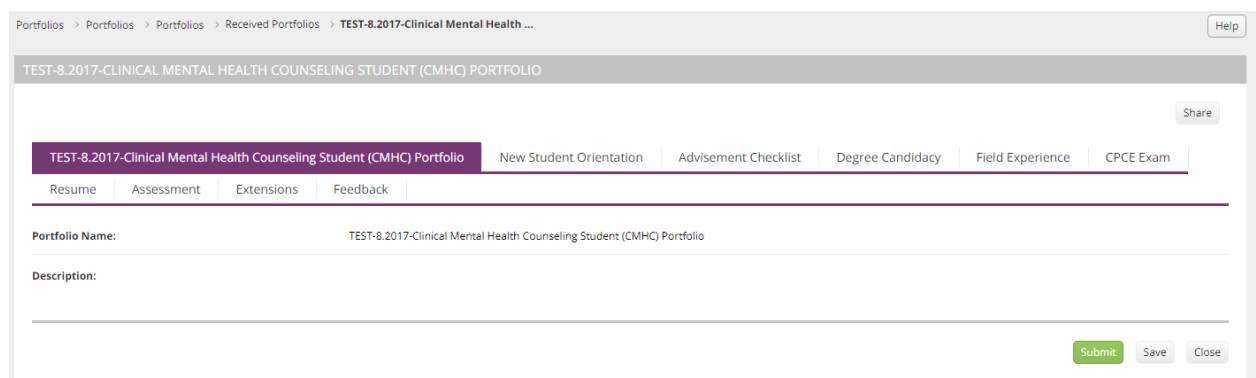 Portfolios > Portfolios > Portfolios > Received Portfolios > TEST-8.2017-Clinical Mental Health ... Help
TEST-8.2017-CLINICAL MENTAL HEALTH COUNSELING STUDENT (CMHC) PORTFOLIO
Share
TEST-8.2017-Clinical Mental Health Counseling Student (CMHC) Portfolio New Student Orientation Advisement Checklist Degree Candidacy Field Experience CPCE Exam
Resume Assessment Extensions Feedback
Portfolio Name: TEST-8.2017-Clinical Mental Health Counseling Student (CMHC) Portfolio
Description:
Submit Save Close